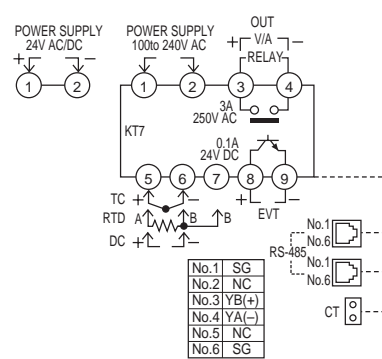 POWER SUPPLY
24V AC/DC
+ –
1 2
POWER SUPPLY
100to 240V AC
1 2
OUT
+ V/A –
RELAY
3 4
3A
250V AC
KT7
0.1A
24V DC
5 6 7 8 9
TC + –
RTD A B B
DC + –
+ –
EVT
RS-485
No.1
No.6
No.1
No.6
CT
No.1 SG
No.2 NC
No.3 YB(+)
No.4 YA(–)
No.5 NC
No.6 SG